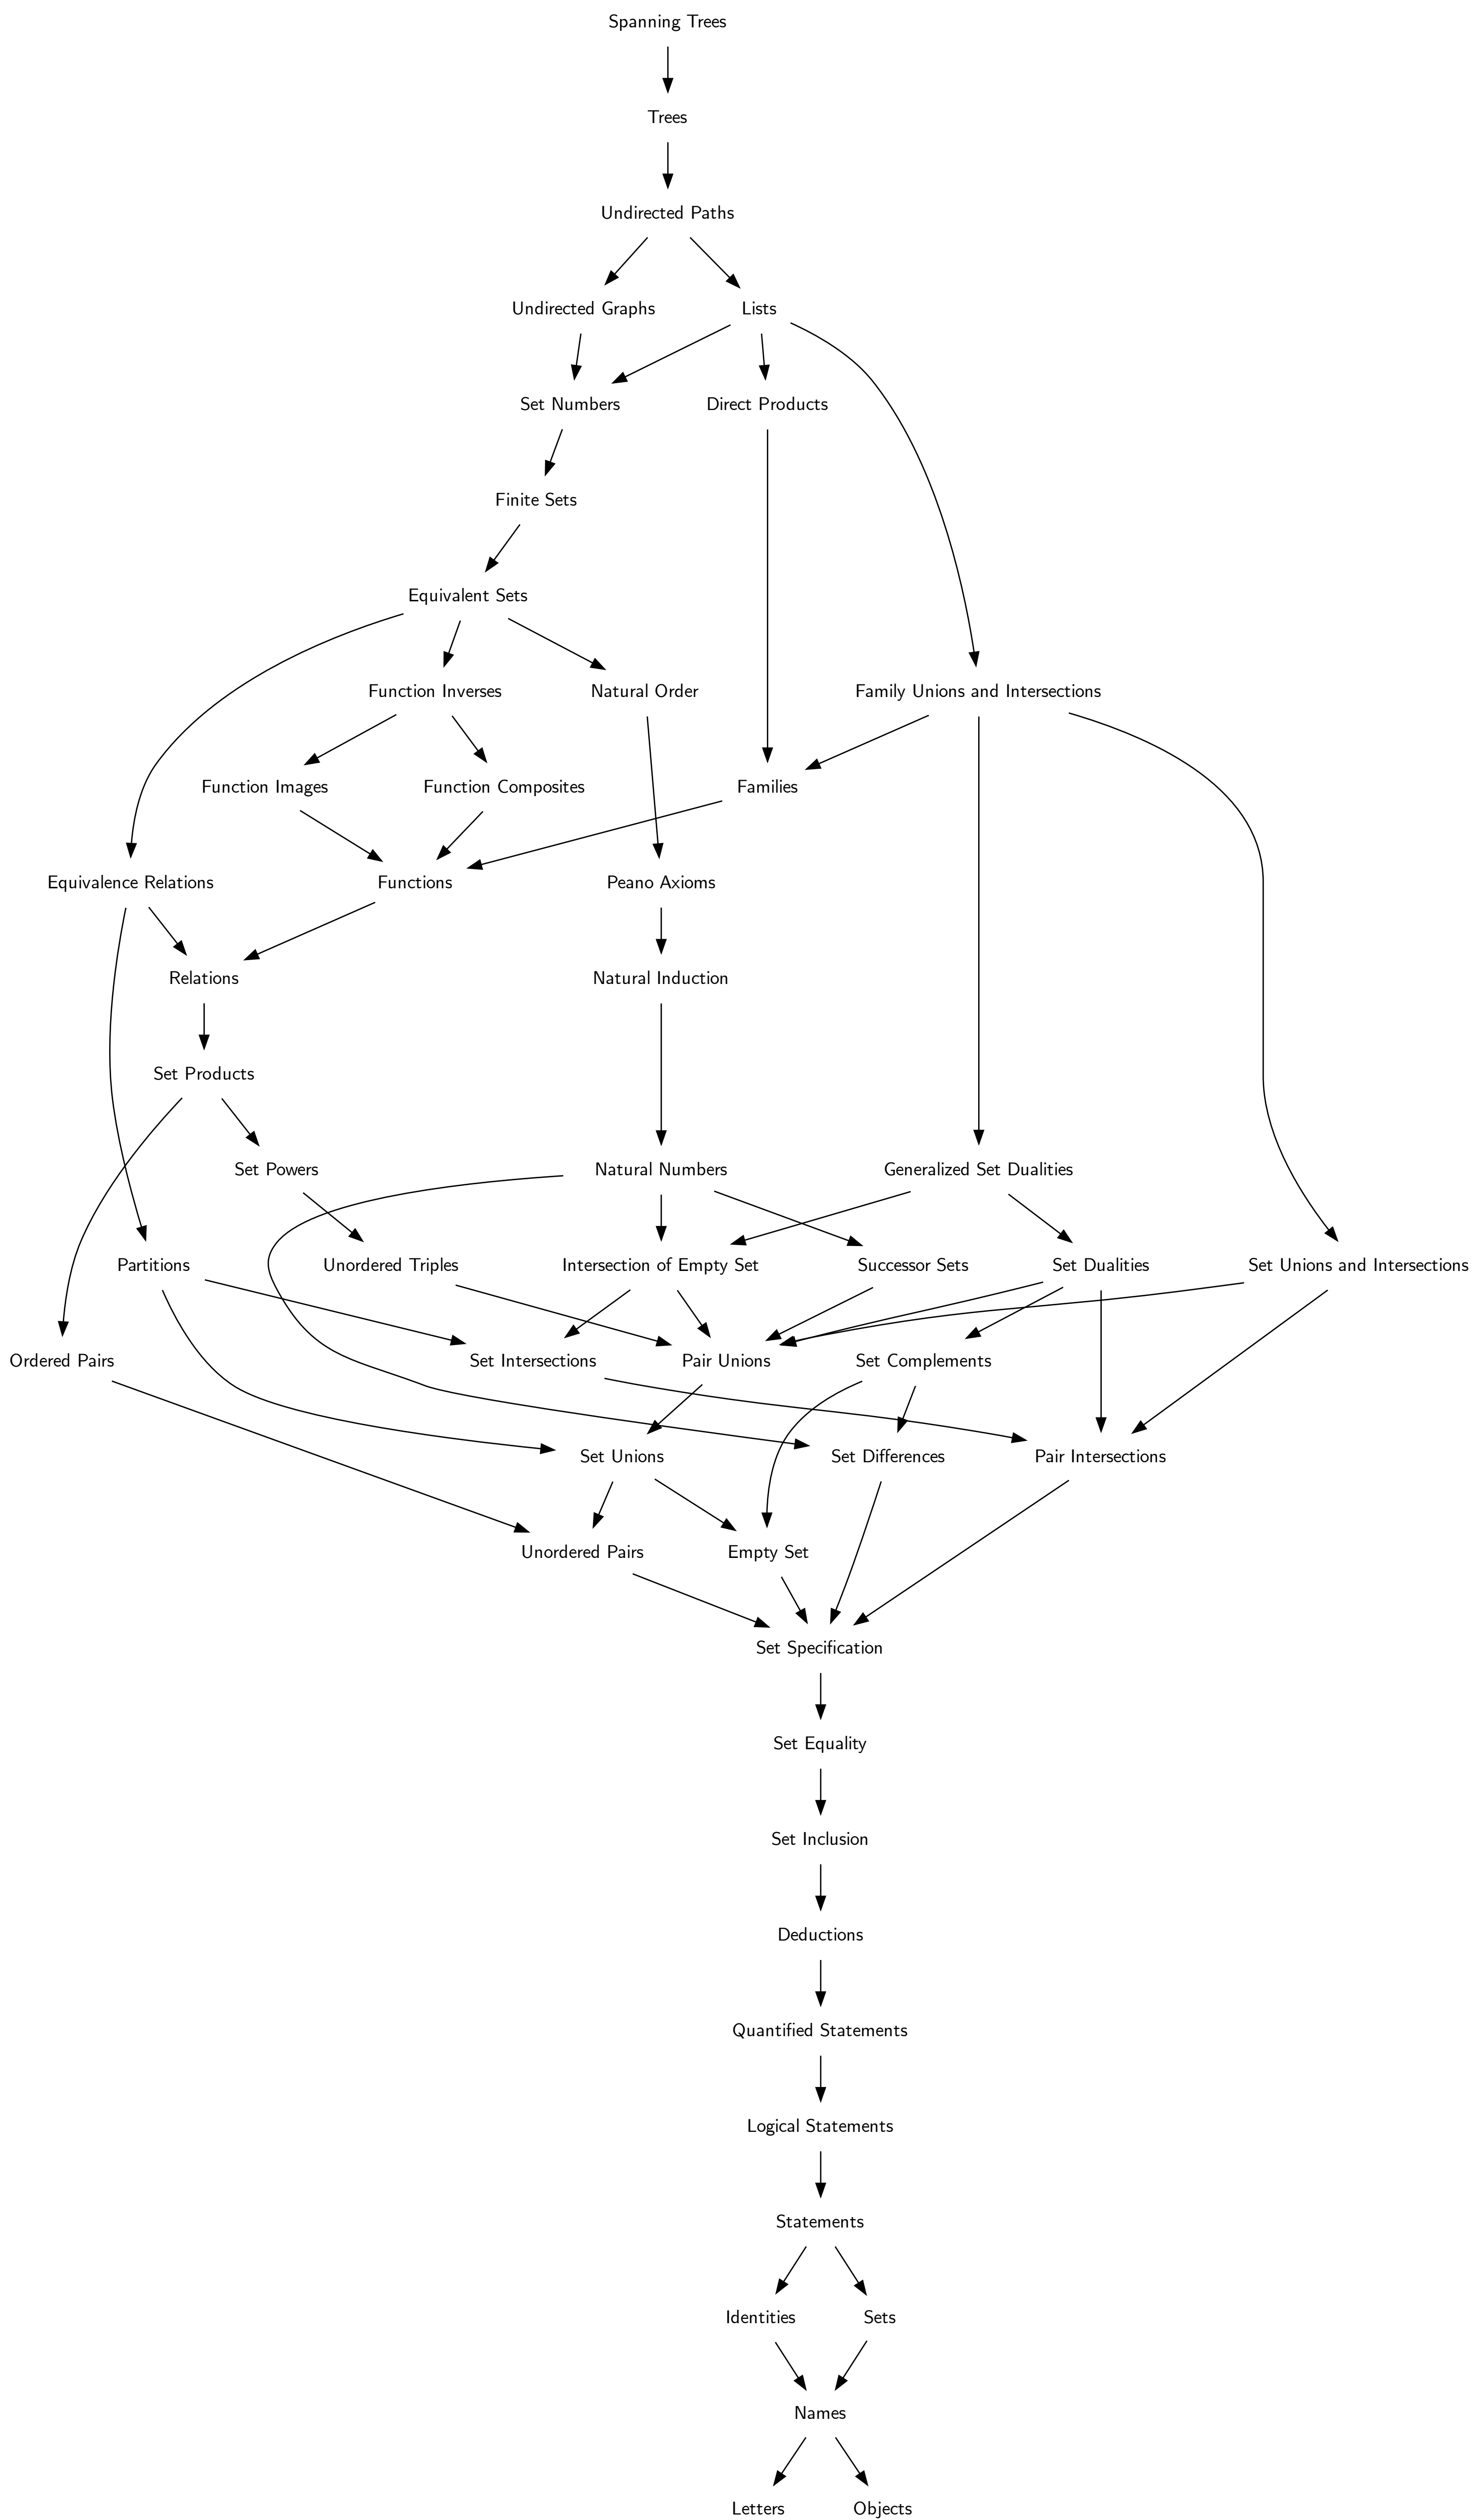 Spanning Trees
Trees
Undirected Paths
Undirected Graphs
Lists
Set Numbers
Direct Products
Finite Sets
Equivalent Sets
Function Inverses
Natural Order
Family Unions and Intersections
Function Images
Function Composites
Families
Equivalence Relations
Functions
Peano Axioms
Relations
Natural Induction
Set Products
Set Powers
Natural Numbers
Generalized Set Dualities
Partitions
Unordered Triples
Intersection of Empty Set
Successor Sets
Set Dualities
Set Unions and Intersections
Ordered Pairs
Set Intersections
Pair Unions
Set Complements
Set Unions
Set Differences
Pair Intersections
Unordered Pairs
Empty Set
Set Specification
Set Equality
Set Inclusion
Deductions
Quantified Statements
Logical Statements
Statements
Identities
Sets
Names
Letters
Objects